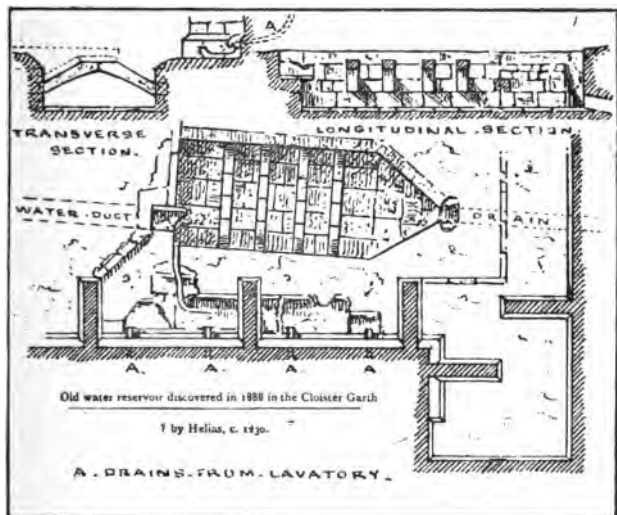 A.
TRANSVERSE
SECTION.
LONGITUDINAL SECTION
WATER DUCT
DRAIN
A. A. A. A.
Old water reservoir discovered in 1888 in the Cloister Garth
? by Helias, c. 1230.
A. DRAINS FROM LAVATORY.